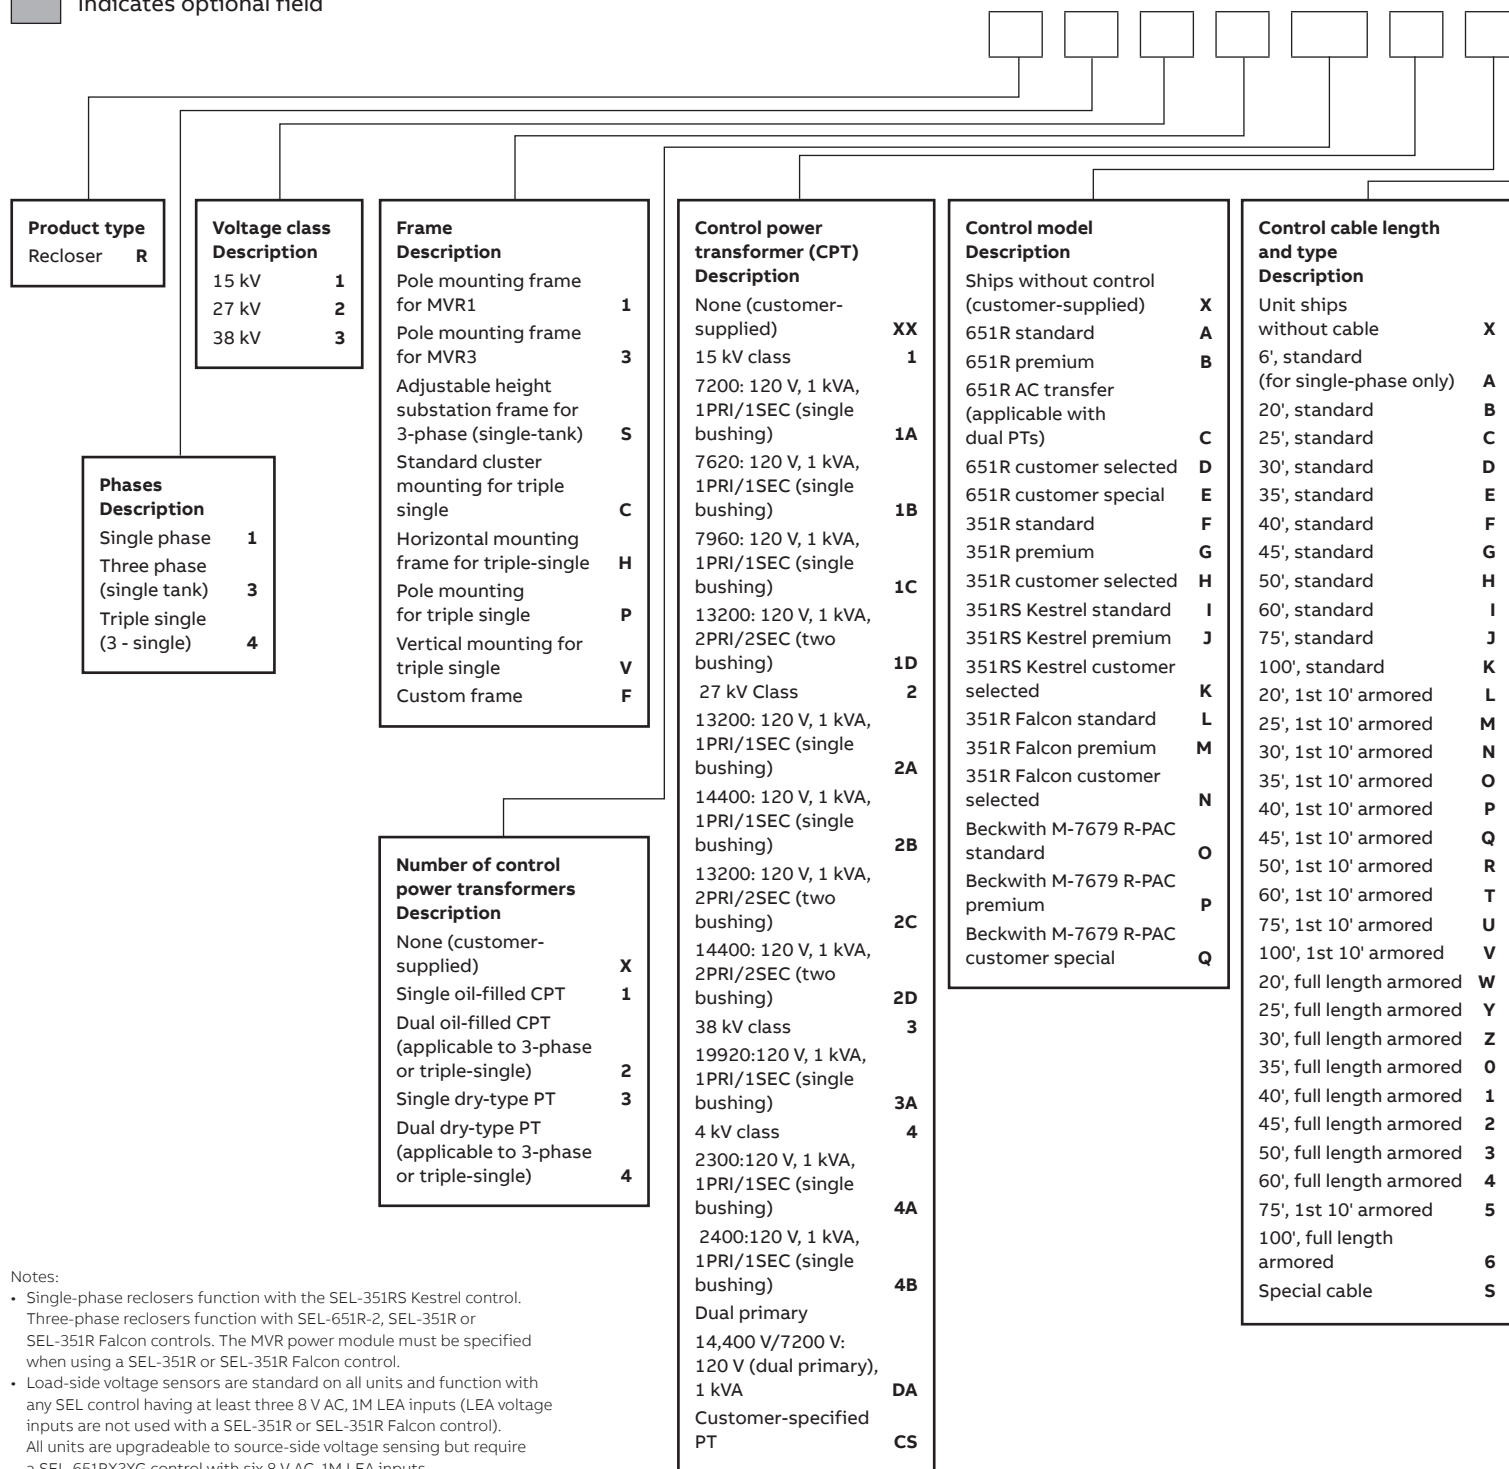 Indicates optional field
Product type
Recloser R
Voltage class
Description
15 kV 1
27 kV 2
38 kV 3
Phases
Description
Single phase 1
Three phase
(single tank) 3
Triple single
(3 - single) 4
Frame
Description
Pole mounting frame
for MVR1 1
Pole mounting frame
for MVR3 3
Adjustable height
substation frame for
3-phase (single-tank) S
Standard cluster
mounting for triple
single C
Horizontal mounting
frame for triple-single H
Pole mounting
for triple single P
Vertical mounting for
triple single V
Custom frame F
Number of control
power transformers
Description
None (customer-
supplied) X
Single oil-filled CPT 1
Dual oil-filled CPT
(applicable to 3-phase
or triple-single) 2
Single dry-type PT 3
Dual dry-type PT
(applicable to 3-phase
or triple-single) 4
Control power
transformer (CPT)
Description
None (customer-
supplied) XX
15 kV class 1
7200: 120 V, 1 kVA,
1PRI/1SEC (single
bushing) 1A
7620: 120 V, 1 kVA,
1PRI/1SEC (single
bushing) 1B
7960: 120 V, 1 kVA,
1PRI/1SEC (single
bushing) 1C
13200: 120 V, 1 kVA,
2PRI/2SEC (two
bushing) 1D
27 kV Class 2
13200: 120 V, 1 kVA,
1PRI/1SEC (single
bushing) 2A
14400: 120 V, 1 kVA,
1PRI/1SEC (single
bushing) 2B
13200: 120 V, 1 kVA,
2PRI/2SEC (two
bushing) 2C
14400: 120 V, 1 kVA,
2PRI/2SEC (two
bushing) 2D
38 kV class 3
19920:120 V, 1 kVA,
1PRI/1SEC (single
bushing) 3A
4 kV class 4
2300:120 V, 1 kVA,
1PRI/1SEC (single
bushing) 4A
2400:120 V, 1 kVA,
1PRI/1SEC (single
bushing) 4B
Dual primary
14,400 V/7200 V:
120 V (dual primary),
1 kVA DA
Customer-specified
PT CS
Control model
Description
Ships without control
(customer-supplied) X
651R standard A
651R premium B
651R AC transfer
(applicable with
dual PTs) C
651R customer selected D
651R customer special E
351R standard F
351R premium G
351R customer selected H
351RS Kestrel standard I
351RS Kestrel premium J
351RS Kestrel customer
selected K
351R Falcon standard L
351R Falcon premium M
351R Falcon customer
selected N
Beckwith M-7679 R-PAC
standard O
Beckwith M-7679 R-PAC
premium P
Beckwith M-7679 R-PAC
customer special Q
Control cable length
and type
Description
Unit ships
without cable X
6', standard
(for single-phase only) A
20', standard B
25', standard C
30', standard D
35', standard E
40', standard F
45', standard G
50', standard H
60', standard I
75', standard J
100', standard K
20', 1st 10' armored L
25', 1st 10' armored M
30', 1st 10' armored N
35', 1st 10' armored O
40', 1st 10' armored P
45', 1st 10' armored Q
50', 1st 10' armored R
60', 1st 10' armored T
75', 1st 10' armored U
100', 1st 10' armored V
20', full length armored W
25', full length armored Y
30', full length armored Z
35', full length armored 0
40', full length armored 1
45', full length armored 2
50', full length armored 3
60', full length armored 4
75', 1st 10' armored 5
100', full length
armored 6
Special cable S
Notes:
• Single-phase reclosers function with the SEL-351RS Kestrel control.
Three-phase reclosers function with SEL-651R-2, SEL-351R or
SEL-351R Falcon controls. The MVR power module must be specified
when using a SEL-351R or SEL-351R Falcon control.
• Load-side voltage sensors are standard on all units and function with
any SEL control having at least three 8 V AC, 1M LEA inputs (LEA voltage
inputs are not used with a SEL-351R or SEL-351R Falcon control).
All units are upgradeable to source-side voltage sensing but require
a SEL-651RX2XG control with six 8 V AC, 1M LEA inputs